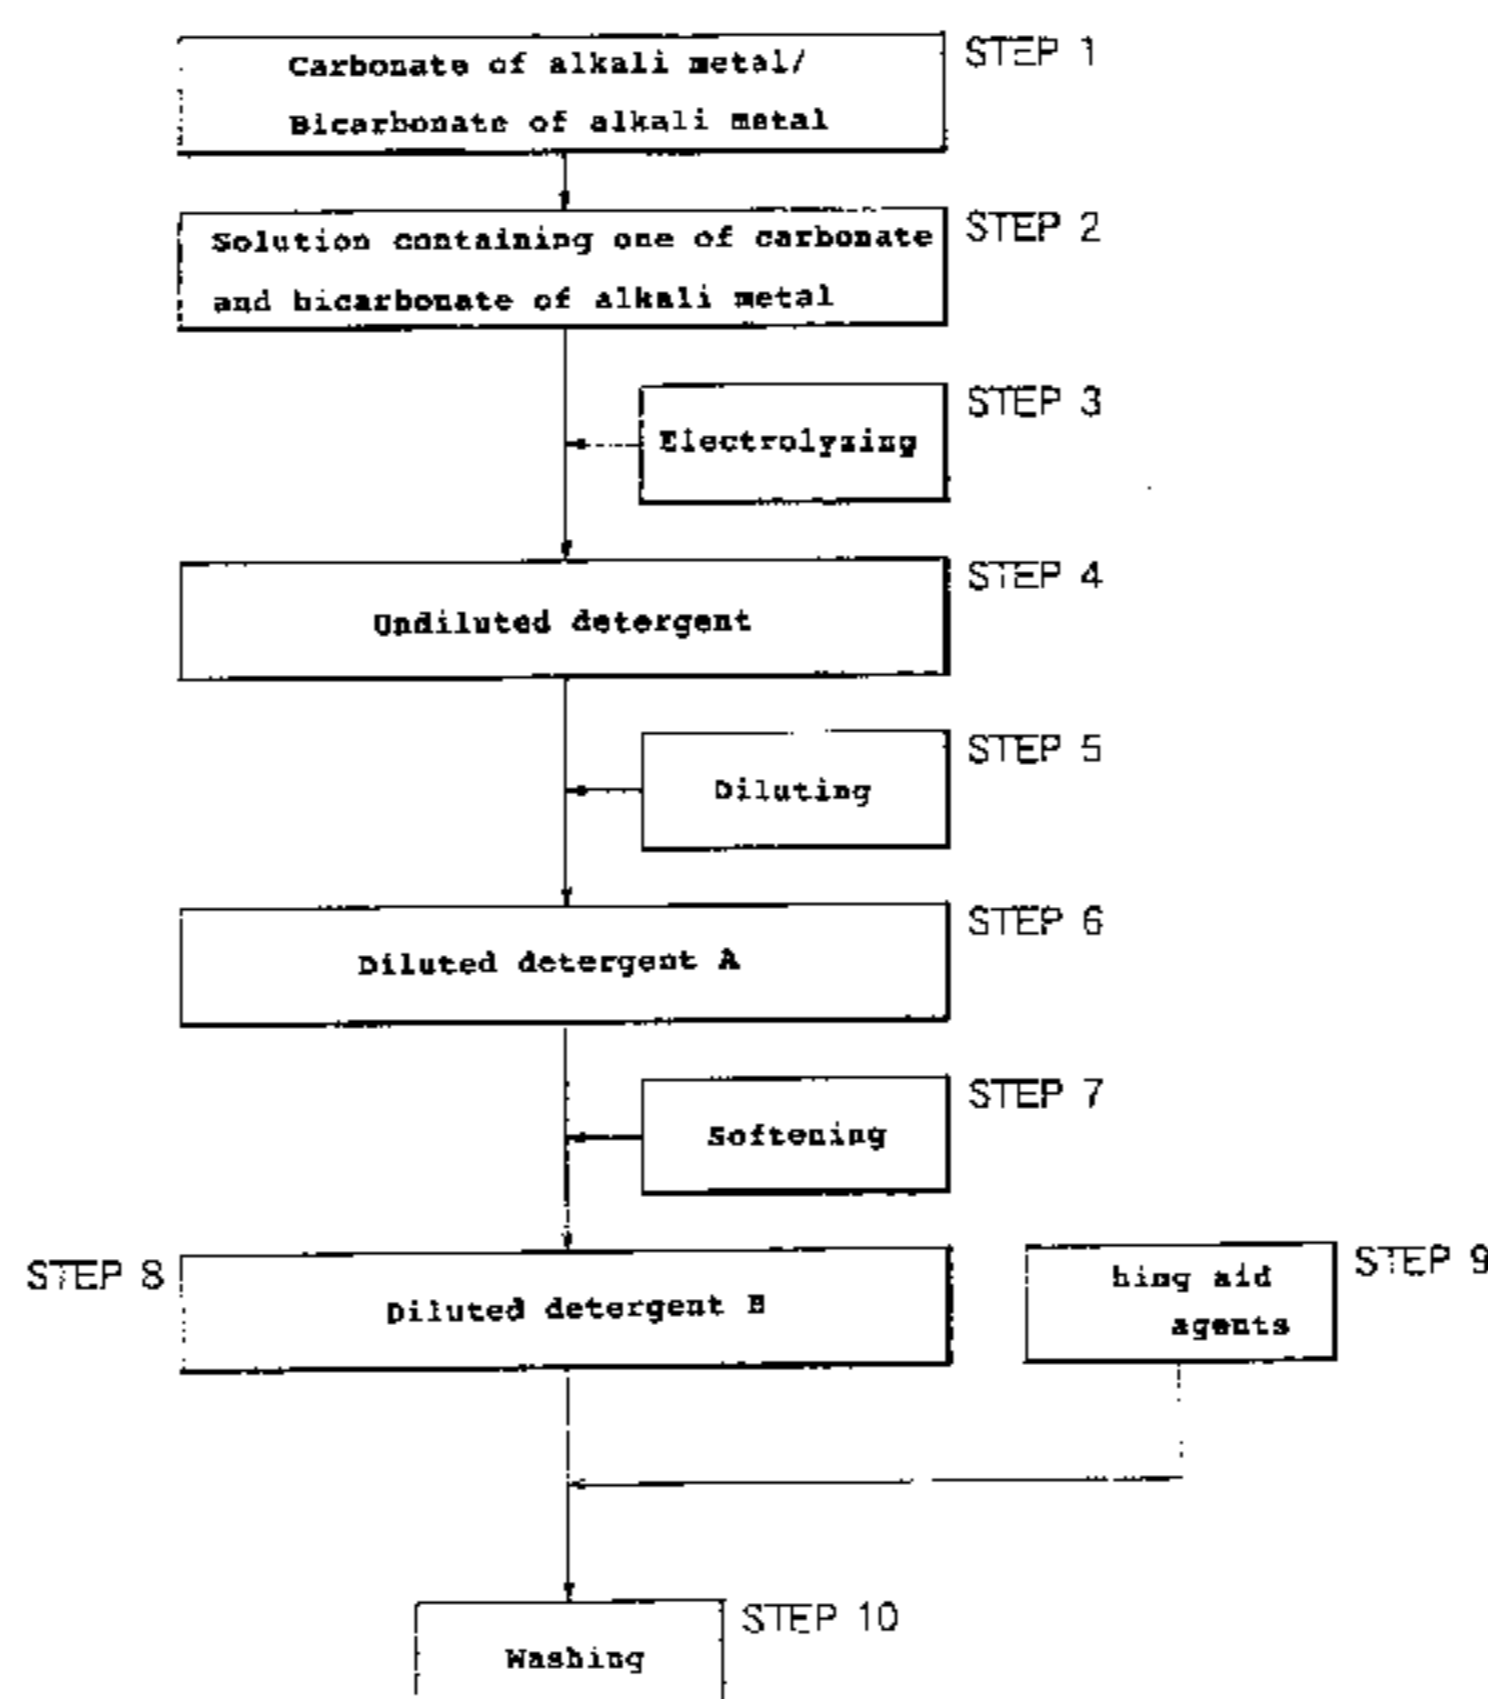 Carbonate of alkali metal/
Bicarbonate of alkali metal
STEP 1
Solution containing one of carbonate
and bicarbonate of alkali metal
STEP 2
STEP 3
Electrolyzing
STEP 4
Undiluted detergent
STEP 5
Diluting
STEP 6
Diluted detergent A
STEP 7
Softening
STEP 8
Diluted detergent B
hing aid
agents
STEP 9
STEP 10
Washing